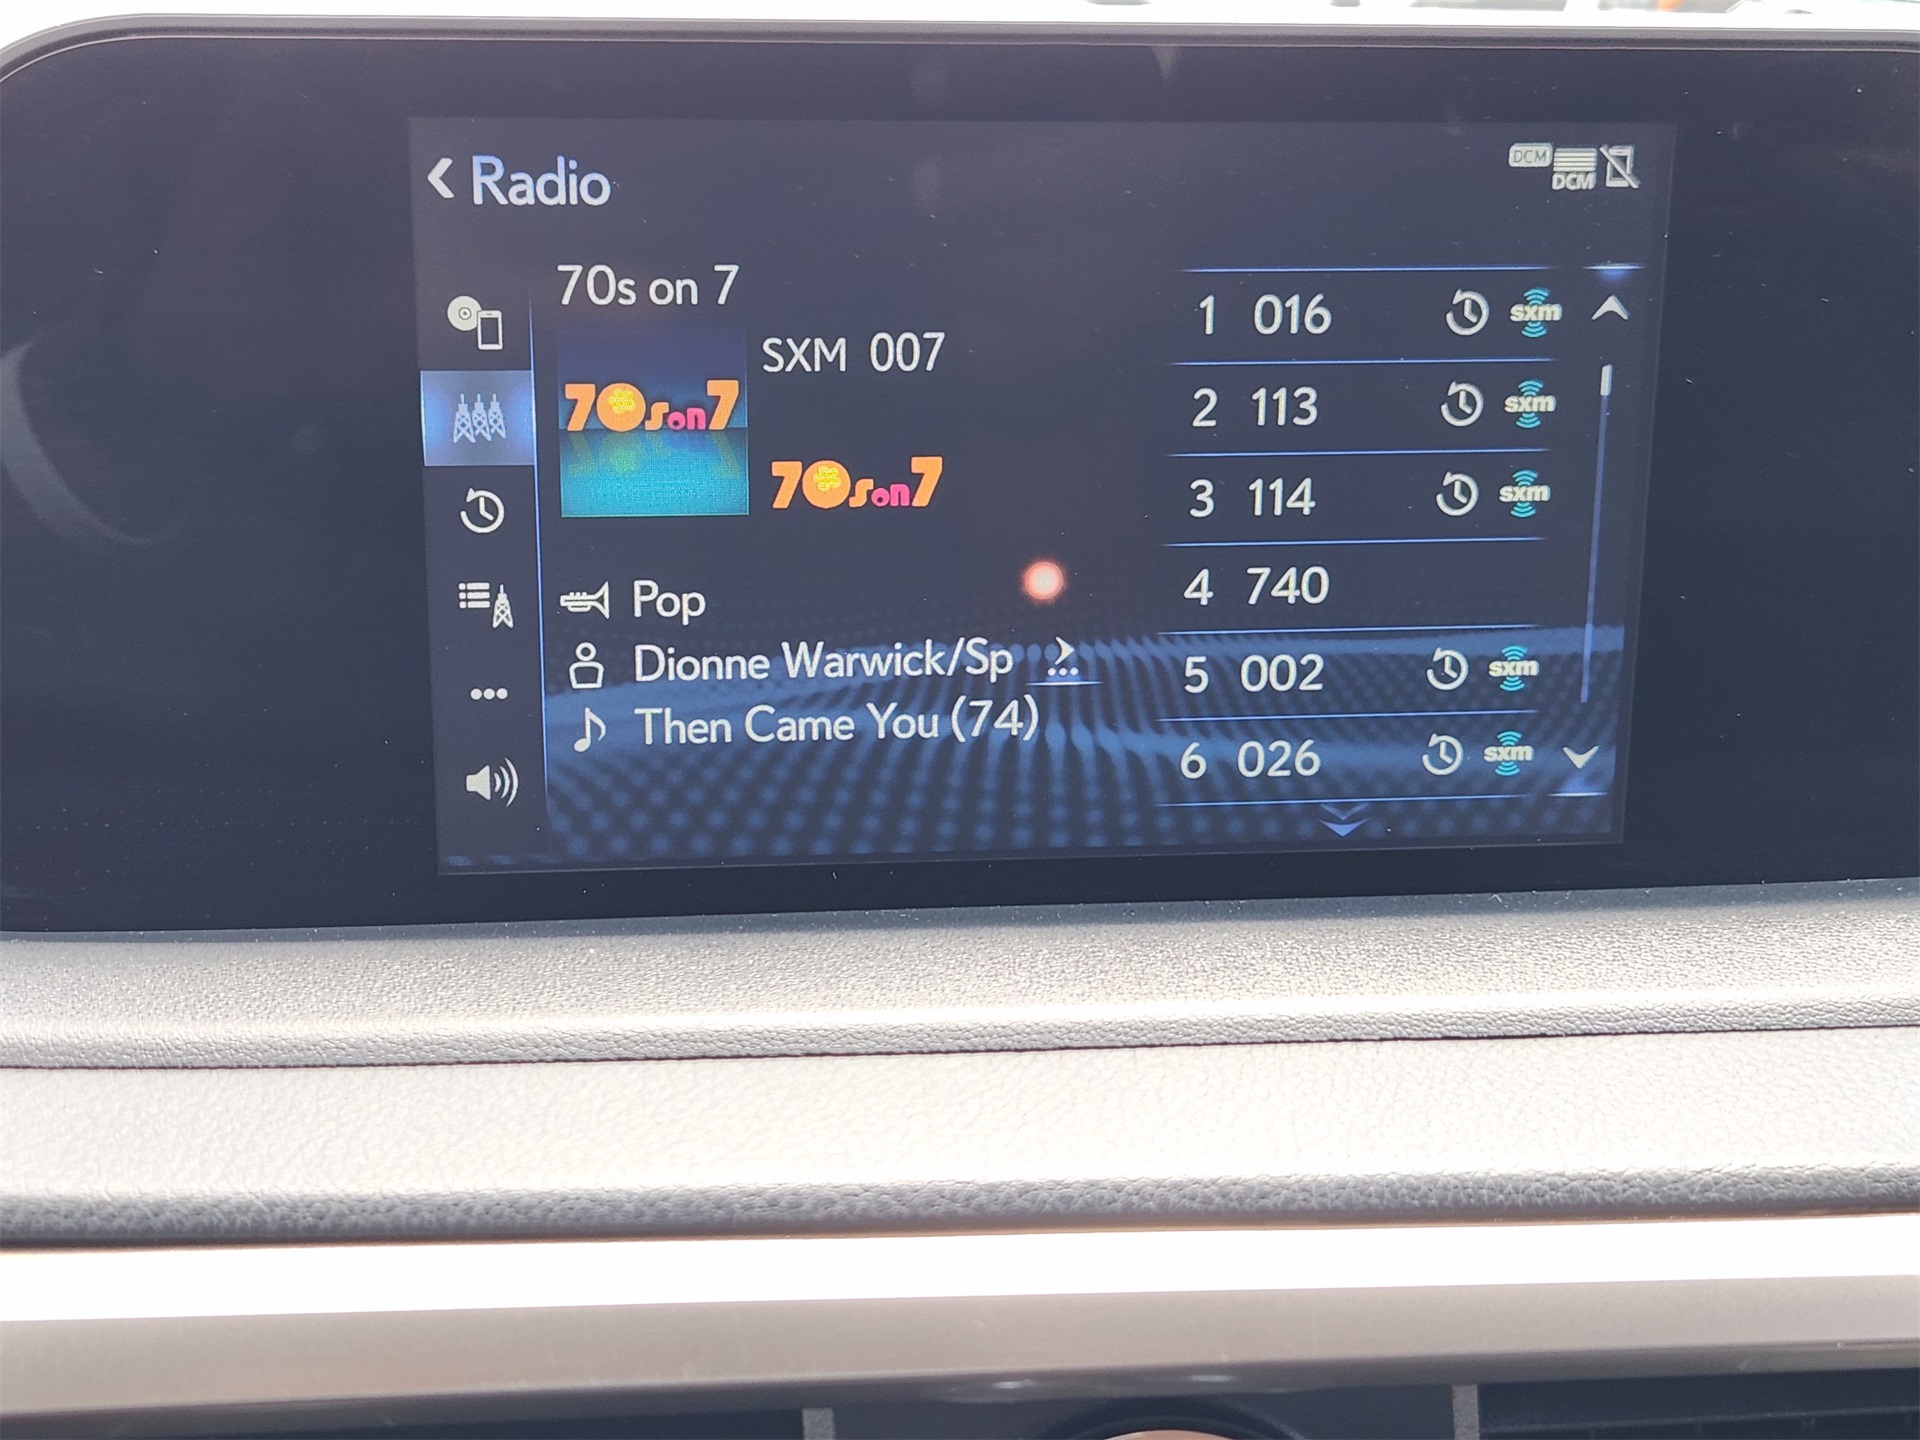 Radio
DCM
DCM
70s on 7
SXM 007
70s on 7
70s on 7
Pop
Dionne Warwick/Sp
Then Came You (74)
1 016 sxm
2 113 sxm
3 114 sxm
4 740
5 002 sxm
6 026 sxm